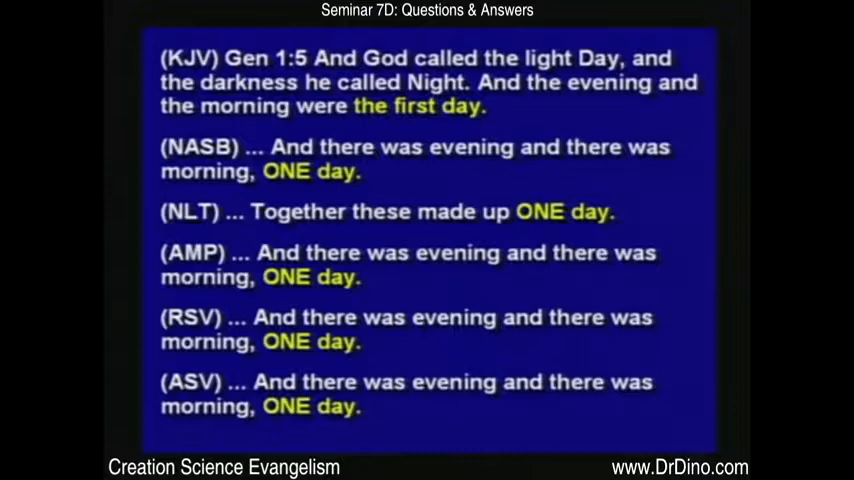 Seminar 7D: Questions & Answers
(KJV) Gen 1:5 And God called the light Day, and
the darkness he called Night. And the evening and
the morning were the first day.
(NASB) ... And there was evening and there was
morning, ONE day.
(NLT) ... Together these made up ONE day.
(AMP) ... And there was evening and there was
morning, ONE day.
(RSV) ... And there was evening and there was
morning, ONE day.
(ASV) ... And there was evening and there was
morning, ONE day.
Creation Science Evangelism
www.DrDino.com